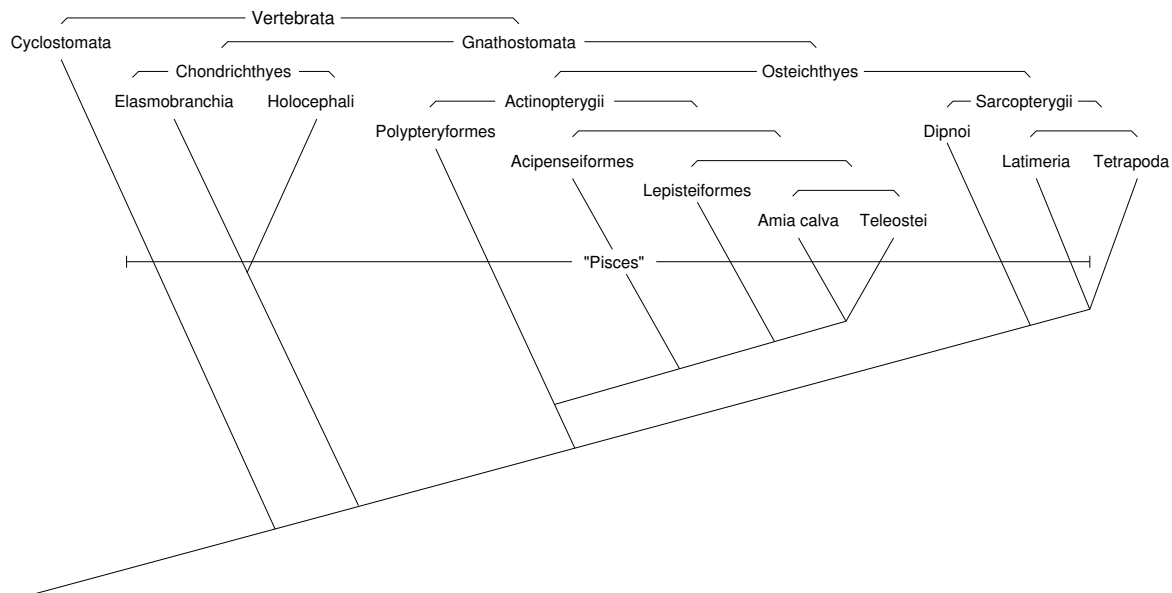 Vertebrata
Cyclostomata
Gnathostomata
Chondrichthyes
Osteichthyes
Elasmobranchia
Holocephali
Actinopterygii
Sarcopterygii
Polypteryformes
Dipnoi
Acipenseiformes
Latimeria
Tetrapoda
Lepisteiformes
Amia calva
Teleostei
"Pisces"